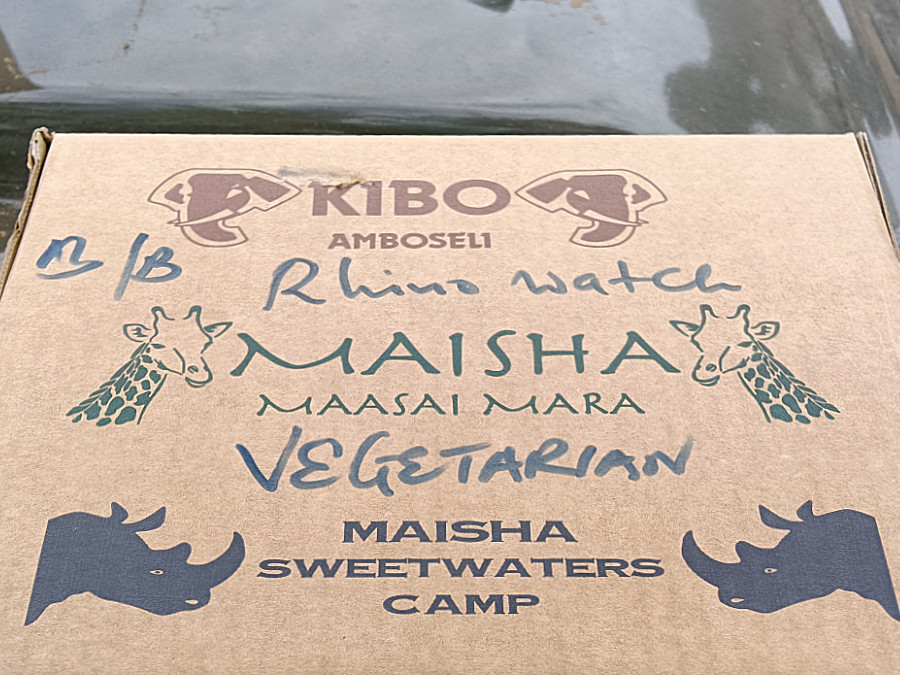 KIBO
AMBOSELI
B/B
Rhino watch
MAISHA
MAASAI MARA
VEGETARIAN
MAISHA
SWEETWATERS
CAMP